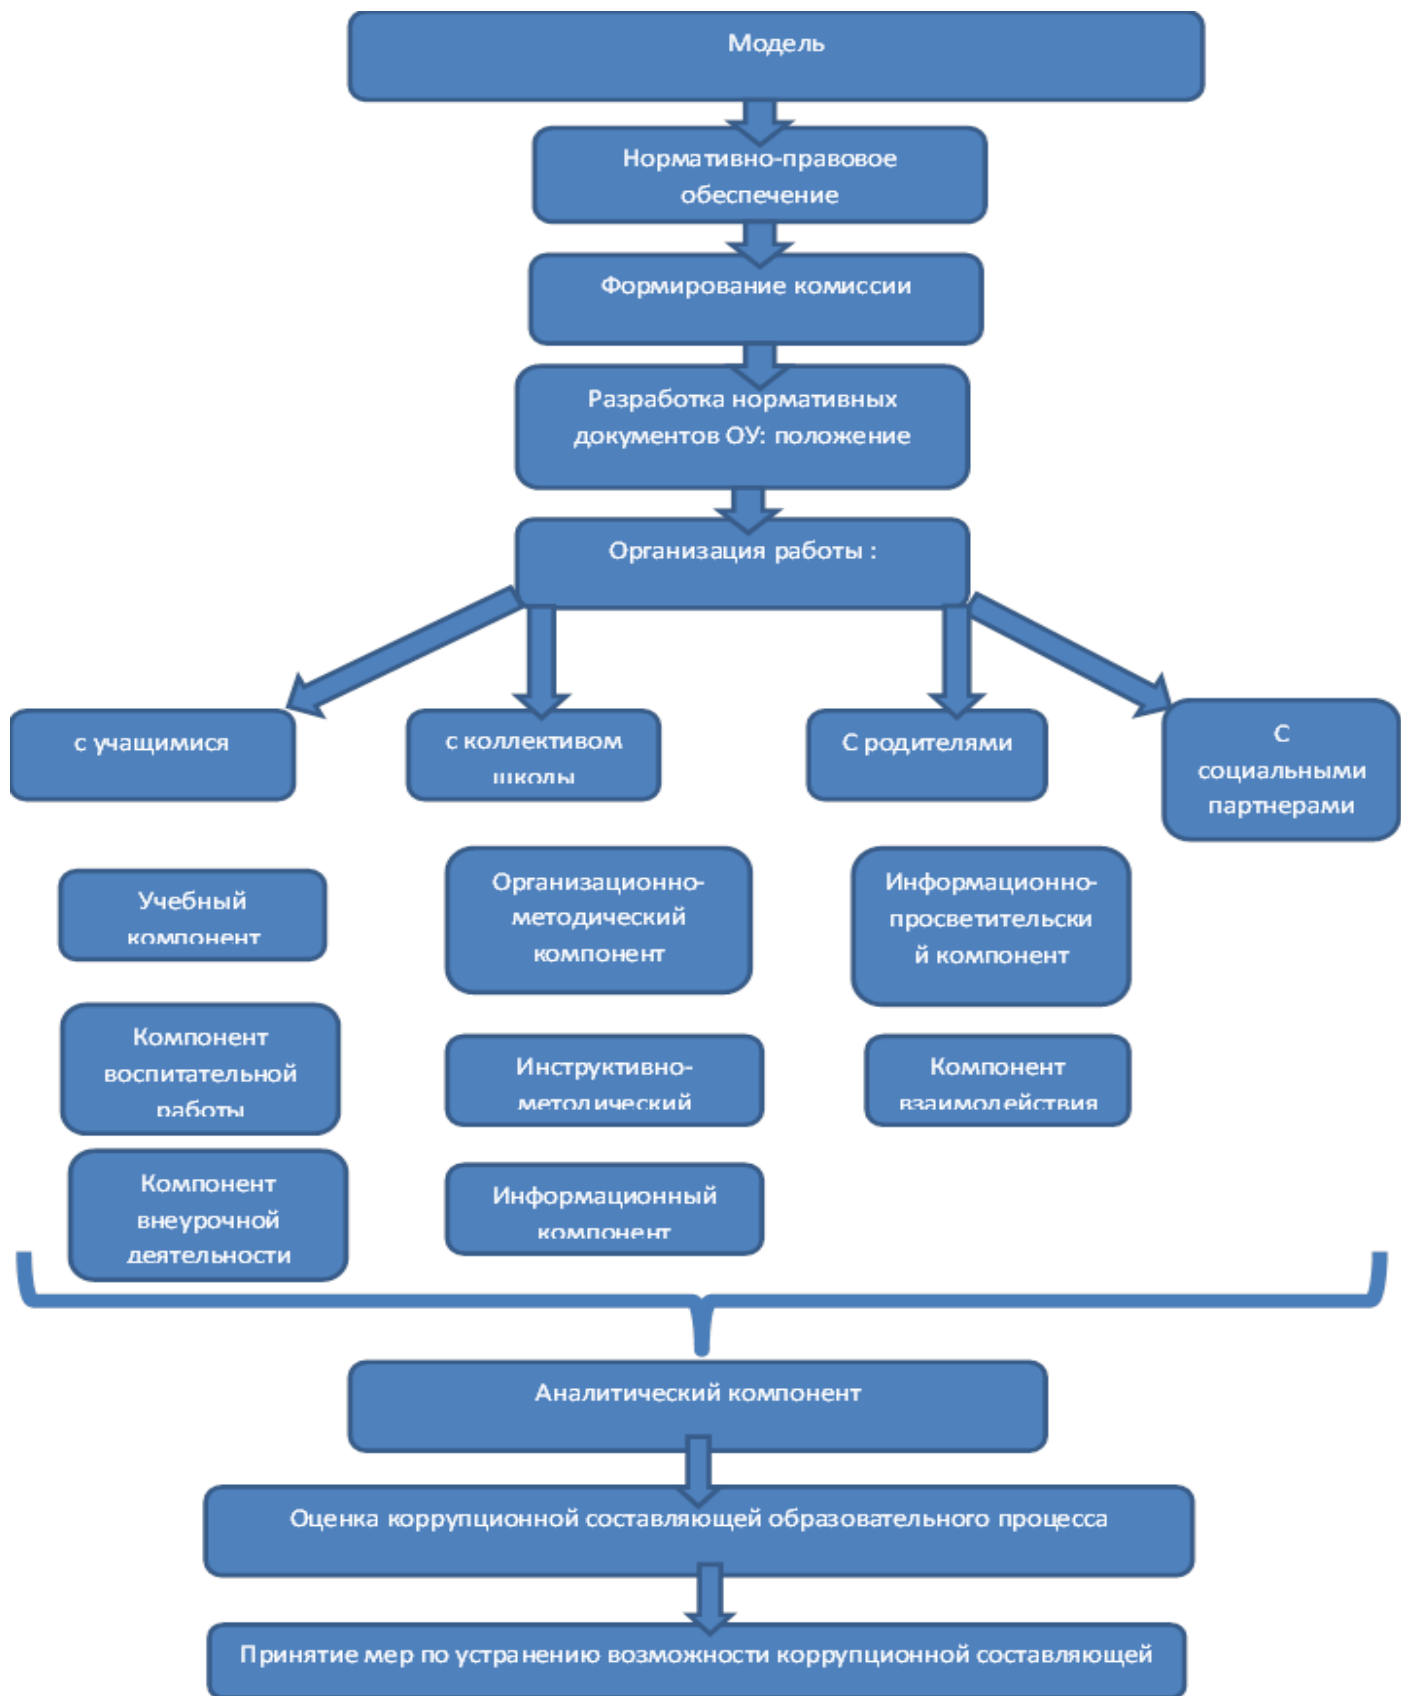 Модель
Нормативно-правовое
обеспечение
Формирование комиссии
Разработка нормативных
документов ОУ: положение
Организация работы :
с учащимися
с коллективом
школы
С родителями
С
социальными
партнерами
Учебный
компонент
Компонент
воспитательной
работы
Компонент
внеурочной
деятельности
Организационно-
методический
компонент
Инструктивно-
методический
Информационный
компонент
Информационно-
просветительски
й компонент
Компонент
взаимодействия
Аналитический компонент
Оценка коррупционной составляющей образовательного процесса
Принятие мер по устранению возможности коррупционной составляющей